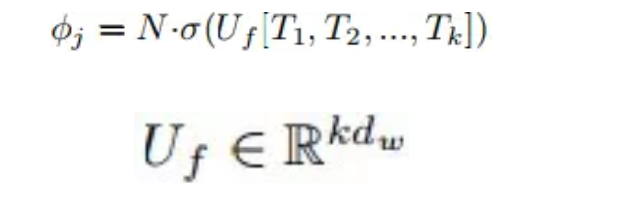 ϕ_j = N·σ(U_f[T_1, T_2, ..., T_k])
U_f ∈ ℝ^{kd_w}